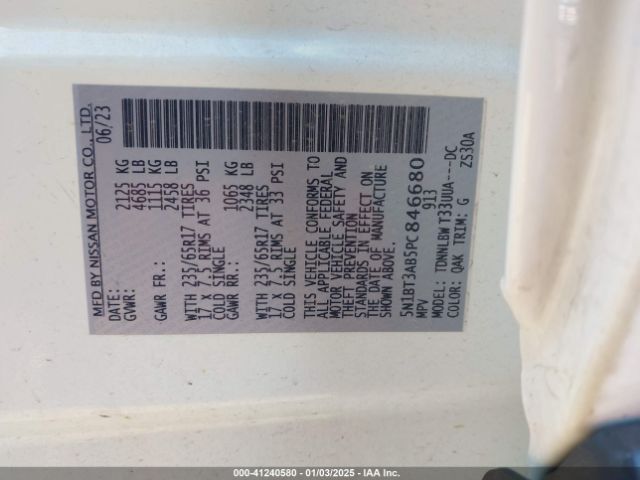 MFD BY NISSAN MOTOR CO., LTD.
DATE: 06/23
GVWR: 2125 KG
4685 LB
GAWR FR.: 1115 KG
2458 LB
WITH 235/65R17 TIRES
17 X 7.5 RIMS AT 36 PSI
COLD SINGLE
GAWR RR.: 1065 KG
2348 LB
WITH 235/65R17 TIRES
17 X 7.5 RIMS AT 33 PSI
COLD SINGLE
THIS VEHICLE CONFORMS TO
ALL APPLICABLE FEDERAL
MOTOR VEHICLE SAFETY AND
THEFT PREVENTION
STANDARDS IN EFFECT ON
THE DATE OF MANUFACTURE
SHOWN ABOVE.
5N1BT3AB5PC846680
MPV 913
MODEL: TDNNLBW T33UUA----DC
COLOR: QAK TRIM: G ZS30A
000-41240580 - 01/03/2025 - IAA Inc.